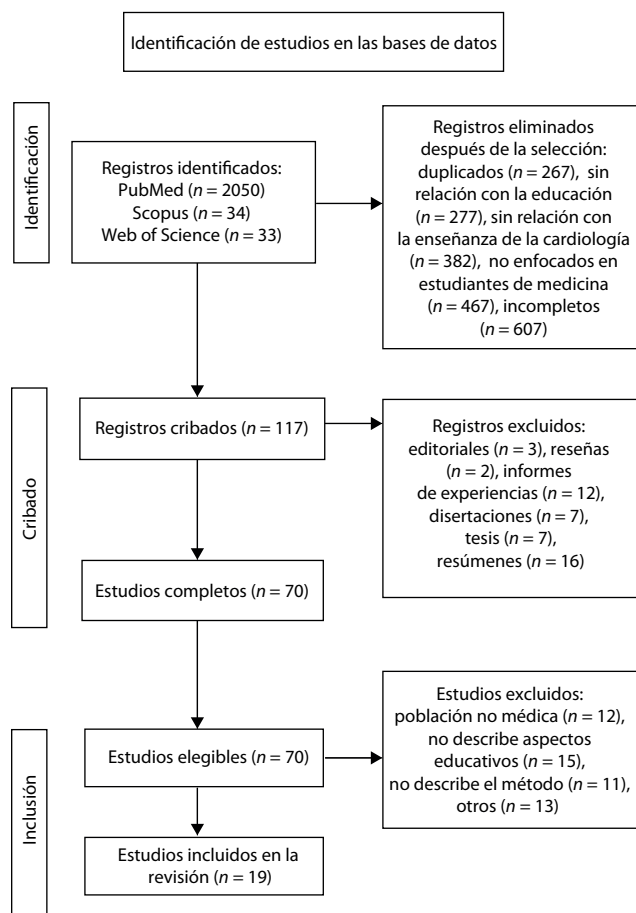 Identificación de estudios en las bases de datos
Identificación
Registros identificados:
PubMed (n = 2050)
Scopus (n = 34)
Web of Science (n = 33)
Registros eliminados
después de la selección:
duplicados (n = 267), sin
relación con la educación
(n = 277), sin relación con
la enseñanza de la cardiología
(n = 382), no enfocados en
estudiantes de medicina
(n = 467), incompletos
(n = 607)
Cribado
Registros cribados (n = 117)
Registros excluidos:
editoriales (n = 3), reseñas
(n = 2), informes
de experiencias (n = 12),
disertaciones (n = 7),
tesis (n = 7),
resúmenes (n = 16)
Estudios completos (n = 70)
Inclusión
Estudios elegibles (n = 70)
Estudios excluidos:
población no médica (n = 12),
no describe aspectos
educativos (n = 15),
no describe el método (n = 11),
otros (n = 13)
Estudios incluidos en la
revisión (n = 19)